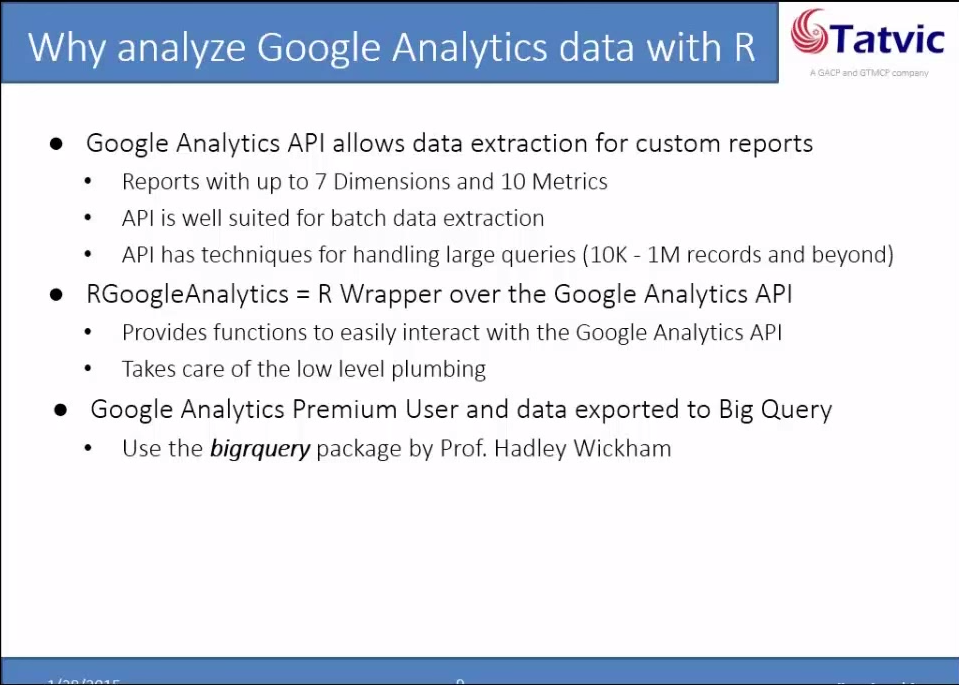 Why analyze Google Analytics data with R
Tatvic
A GACP and GTMCP company
● Google Analytics API allows data extraction for custom reports
• Reports with up to 7 Dimensions and 10 Metrics
• API is well suited for batch data extraction
• API has techniques for handling large queries (10K - 1M records and beyond)
● RGoogleAnalytics = R Wrapper over the Google Analytics API
• Provides functions to easily interact with the Google Analytics API
• Takes care of the low level plumbing
● Google Analytics Premium User and data exported to Big Query
• Use the bigrquery package by Prof. Hadley Wickham
1/28/2015